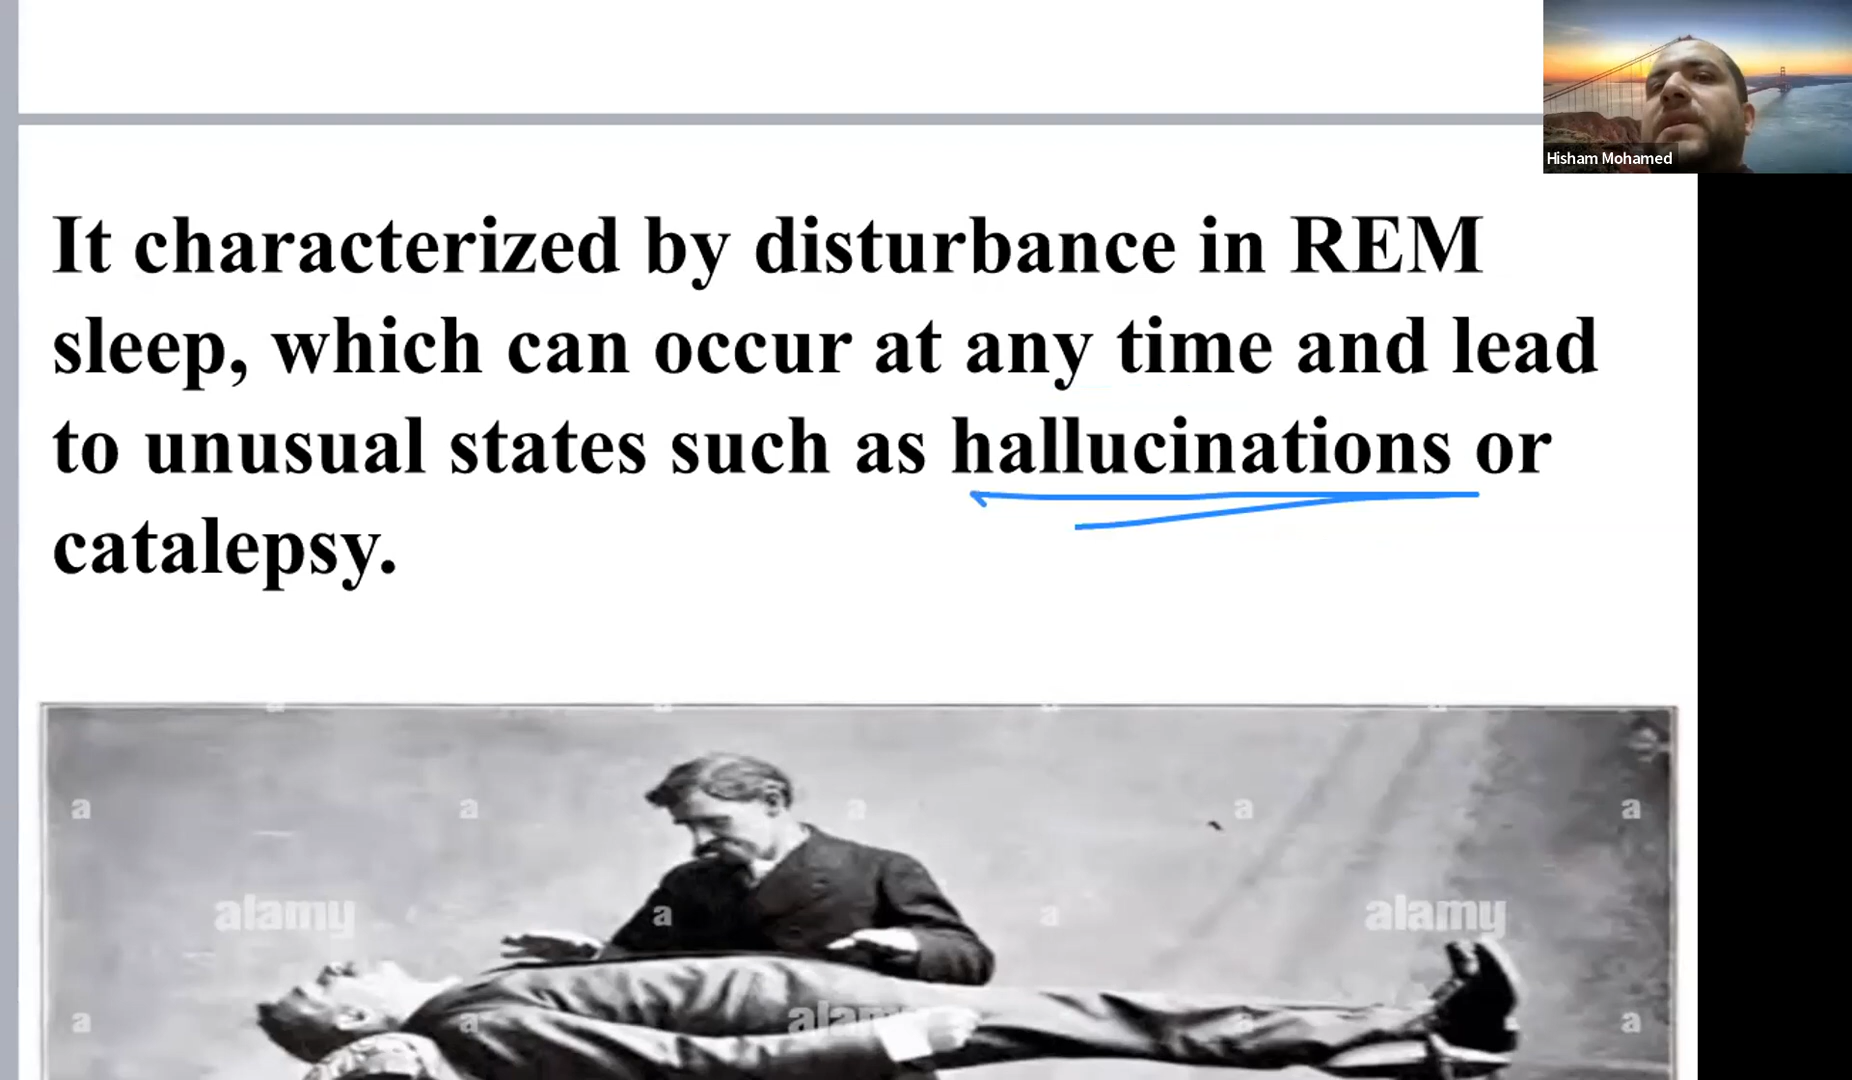 Hisham Mohamed
It characterized by disturbance in REM
sleep, which can occur at any time and lead
to unusual states such as hallucinations or
catalepsy.
a a a a a
alamy a a alamy
a a alamy a a